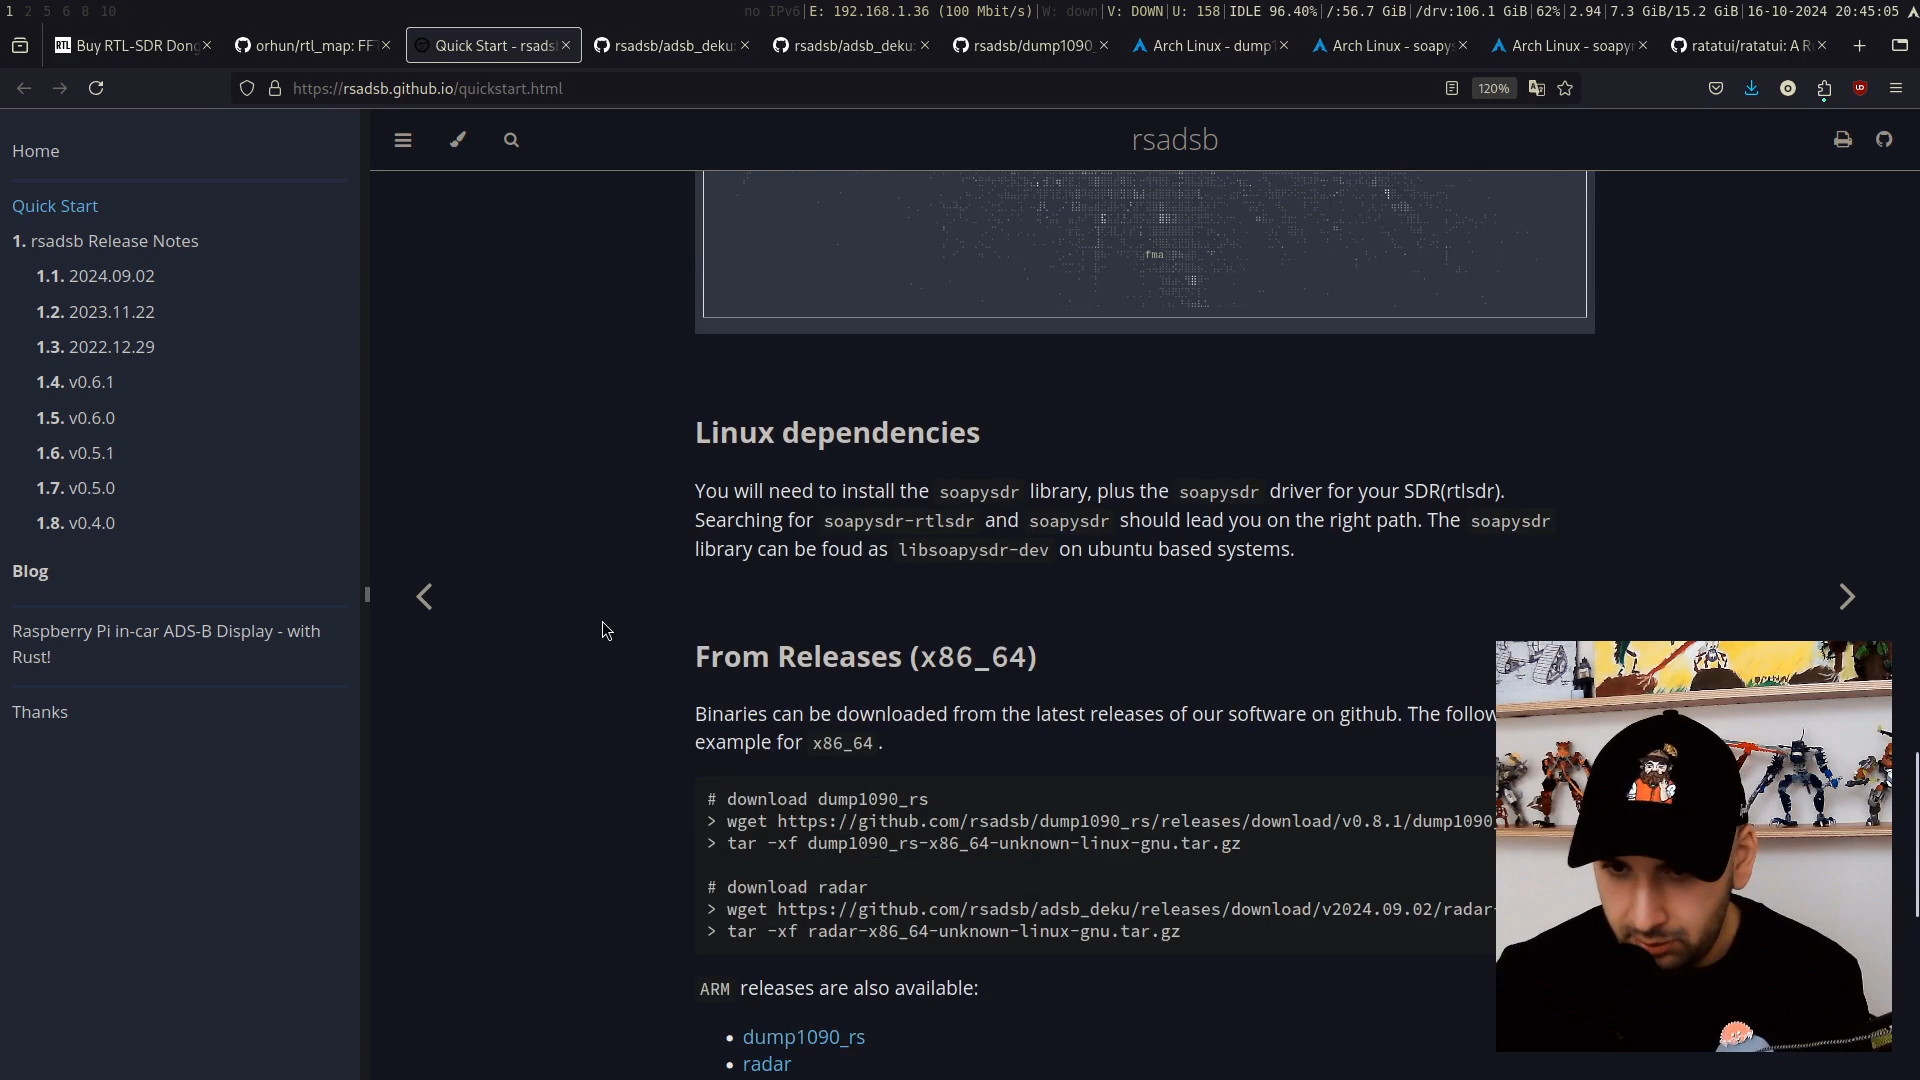 1 2 5 6 8 10
no IPv6|E: 192.168.1.36 (100 Mbit/s)|W: down|V: DOWN|U: 158|IDLE 96.40%|/:56.7 GiB|/drv:106.1 GiB|62%|2.94|7.3 GiB/15.2 GiB|16-10-2024 20:45:05
RTL Buy RTL-SDR Dong
orhun/rtl_map: FFT
Quick Start - rsads
rsadsb/adsb_deku:
rsadsb/adsb_deku:
rsadsb/dump1090_
Arch Linux - dump1
Arch Linux - soapys
Arch Linux - soapyr
ratatui/ratatui: A R
https://rsadsb.github.io/quickstart.html
120%
Home
Quick Start
1. rsadsb Release Notes
1.1. 2024.09.02
1.2. 2023.11.22
1.3. 2022.12.29
1.4. v0.6.1
1.5. v0.6.0
1.6. v0.5.1
1.7. v0.5.0
1.8. v0.4.0
Blog
Raspberry Pi in-car ADS-B Display - with
Rust!
Thanks
rsadsb
fma
Linux dependencies
You will need to install the soapysdr library, plus the soapysdr driver for your SDR(rtlsdr).
Searching for soapysdr-rtlsdr and soapysdr should lead you on the right path. The soapysdr
library can be foud as libsoapysdr-dev on ubuntu based systems.
From Releases (x86_64)
Binaries can be downloaded from the latest releases of our software on github. The follow
example for x86_64 .
# download dump1090_rs
> wget https://github.com/rsadsb/dump1090_rs/releases/download/v0.8.1/dump1090_
> tar -xf dump1090_rs-x86_64-unknown-linux-gnu.tar.gz
# download radar
> wget https://github.com/rsadsb/adsb_deku/releases/download/v2024.09.02/radar-
> tar -xf radar-x86_64-unknown-linux-gnu.tar.gz
ARM releases are also available:
• dump1090_rs
• radar